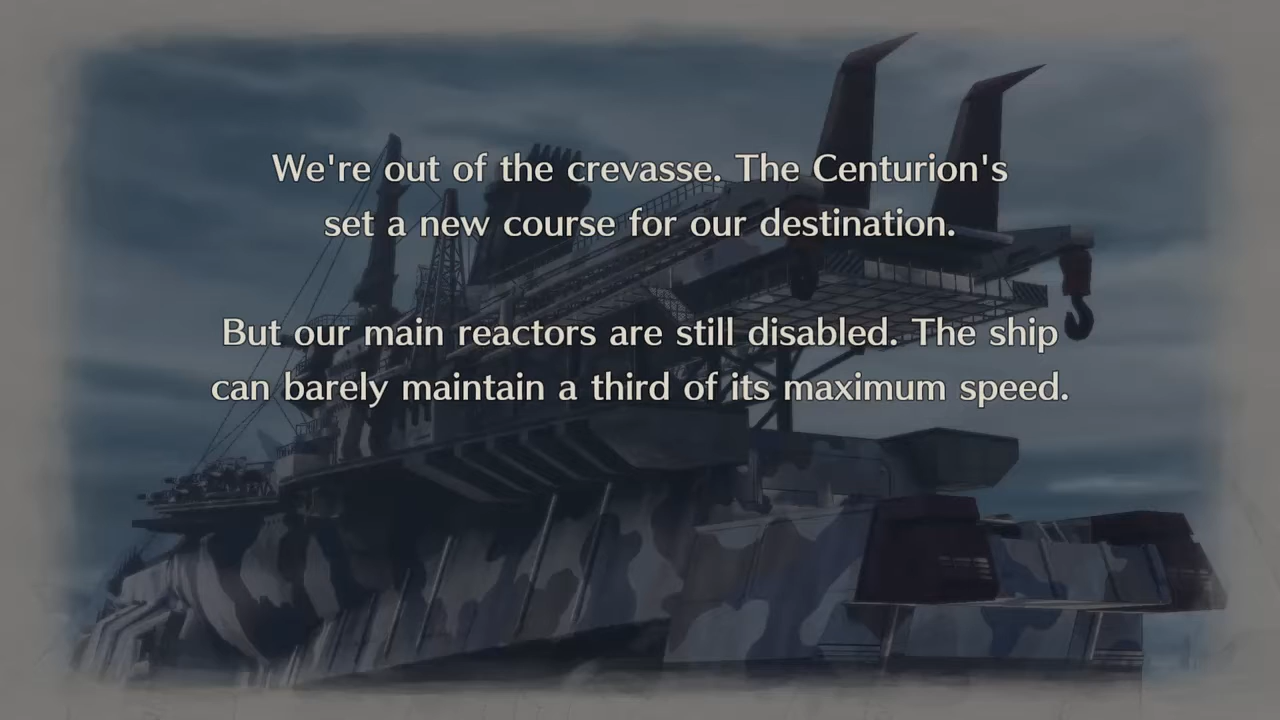 We're out of the crevasse. The Centurion's
set a new course for our destination.
But our main reactors are still disabled. The ship
can barely maintain a third of its maximum speed.